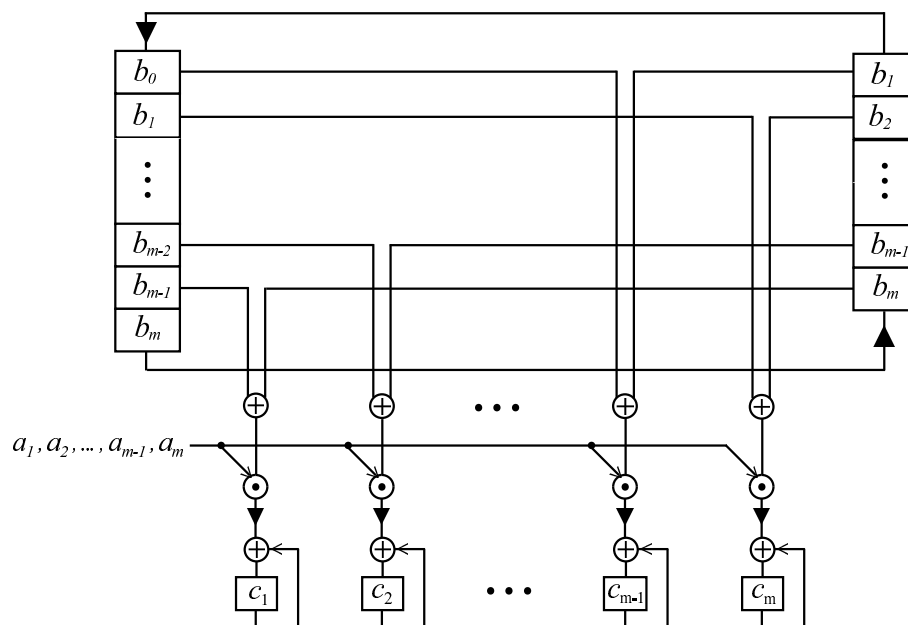 b0
b1
b1
b2
⋮
⋮
bm-2
bm-1
bm-1
bm
bm
...
a1, a2, ..., am-1, am
c1
c2
...
cm-1
cm